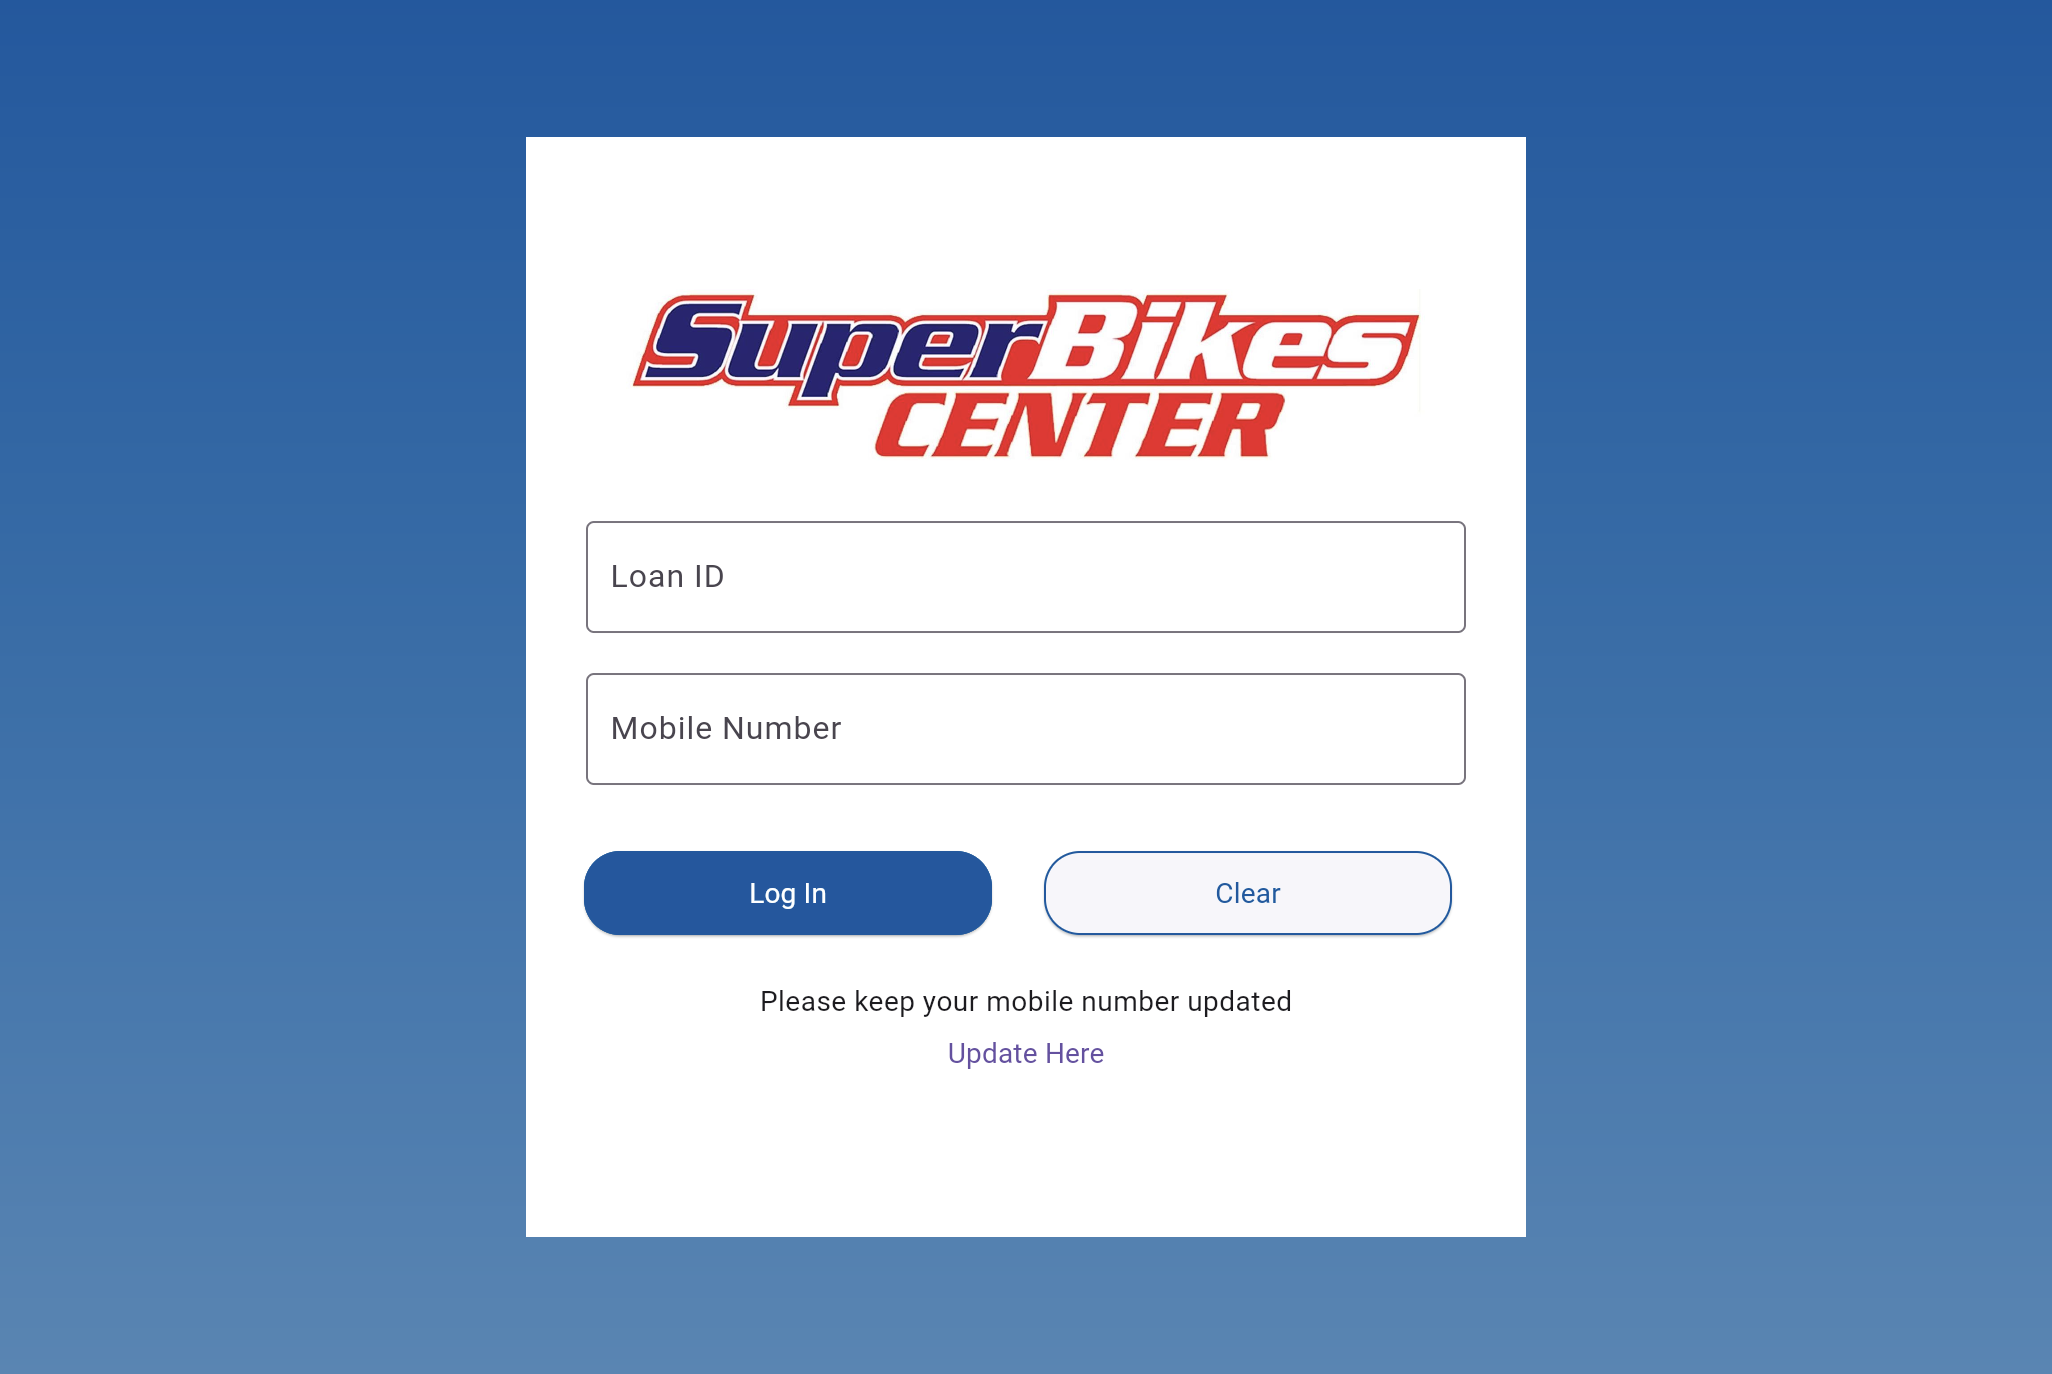 SuperBikes
CENTER
Loan ID
Mobile Number
Log In
Clear
Please keep your mobile number updated
Update Here